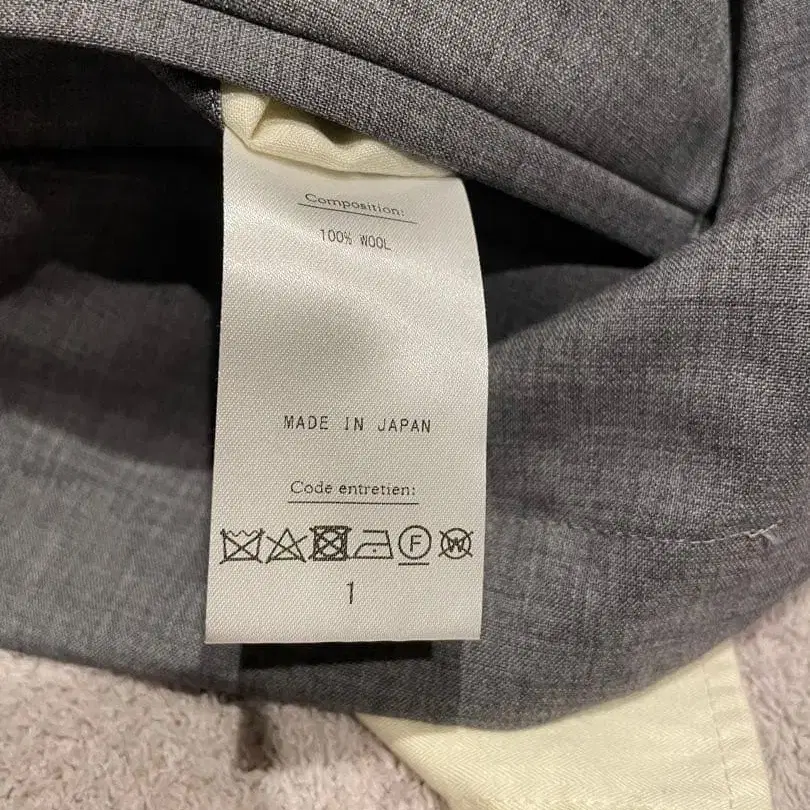 Composition:
100% WOOL
MADE IN JAPAN
Code entretien:
F W
1